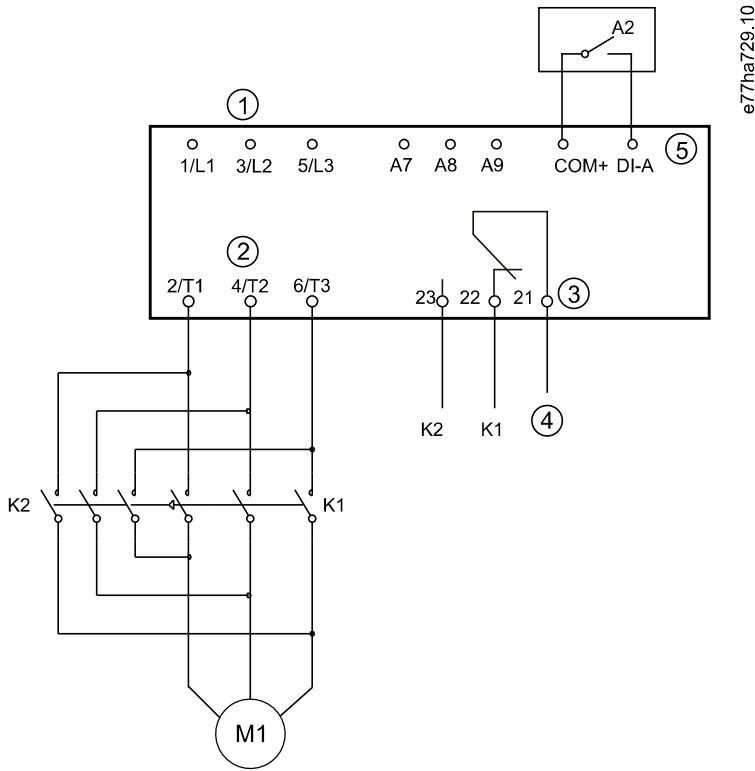 e77ha729.10
A2
1
1/L1 3/L2 5/L3 A7 A8 A9 COM+ DI-A 5
2
2/T1 4/T2 6/T3 23 22 21 3
K2 K1 4
K2 K1
M1